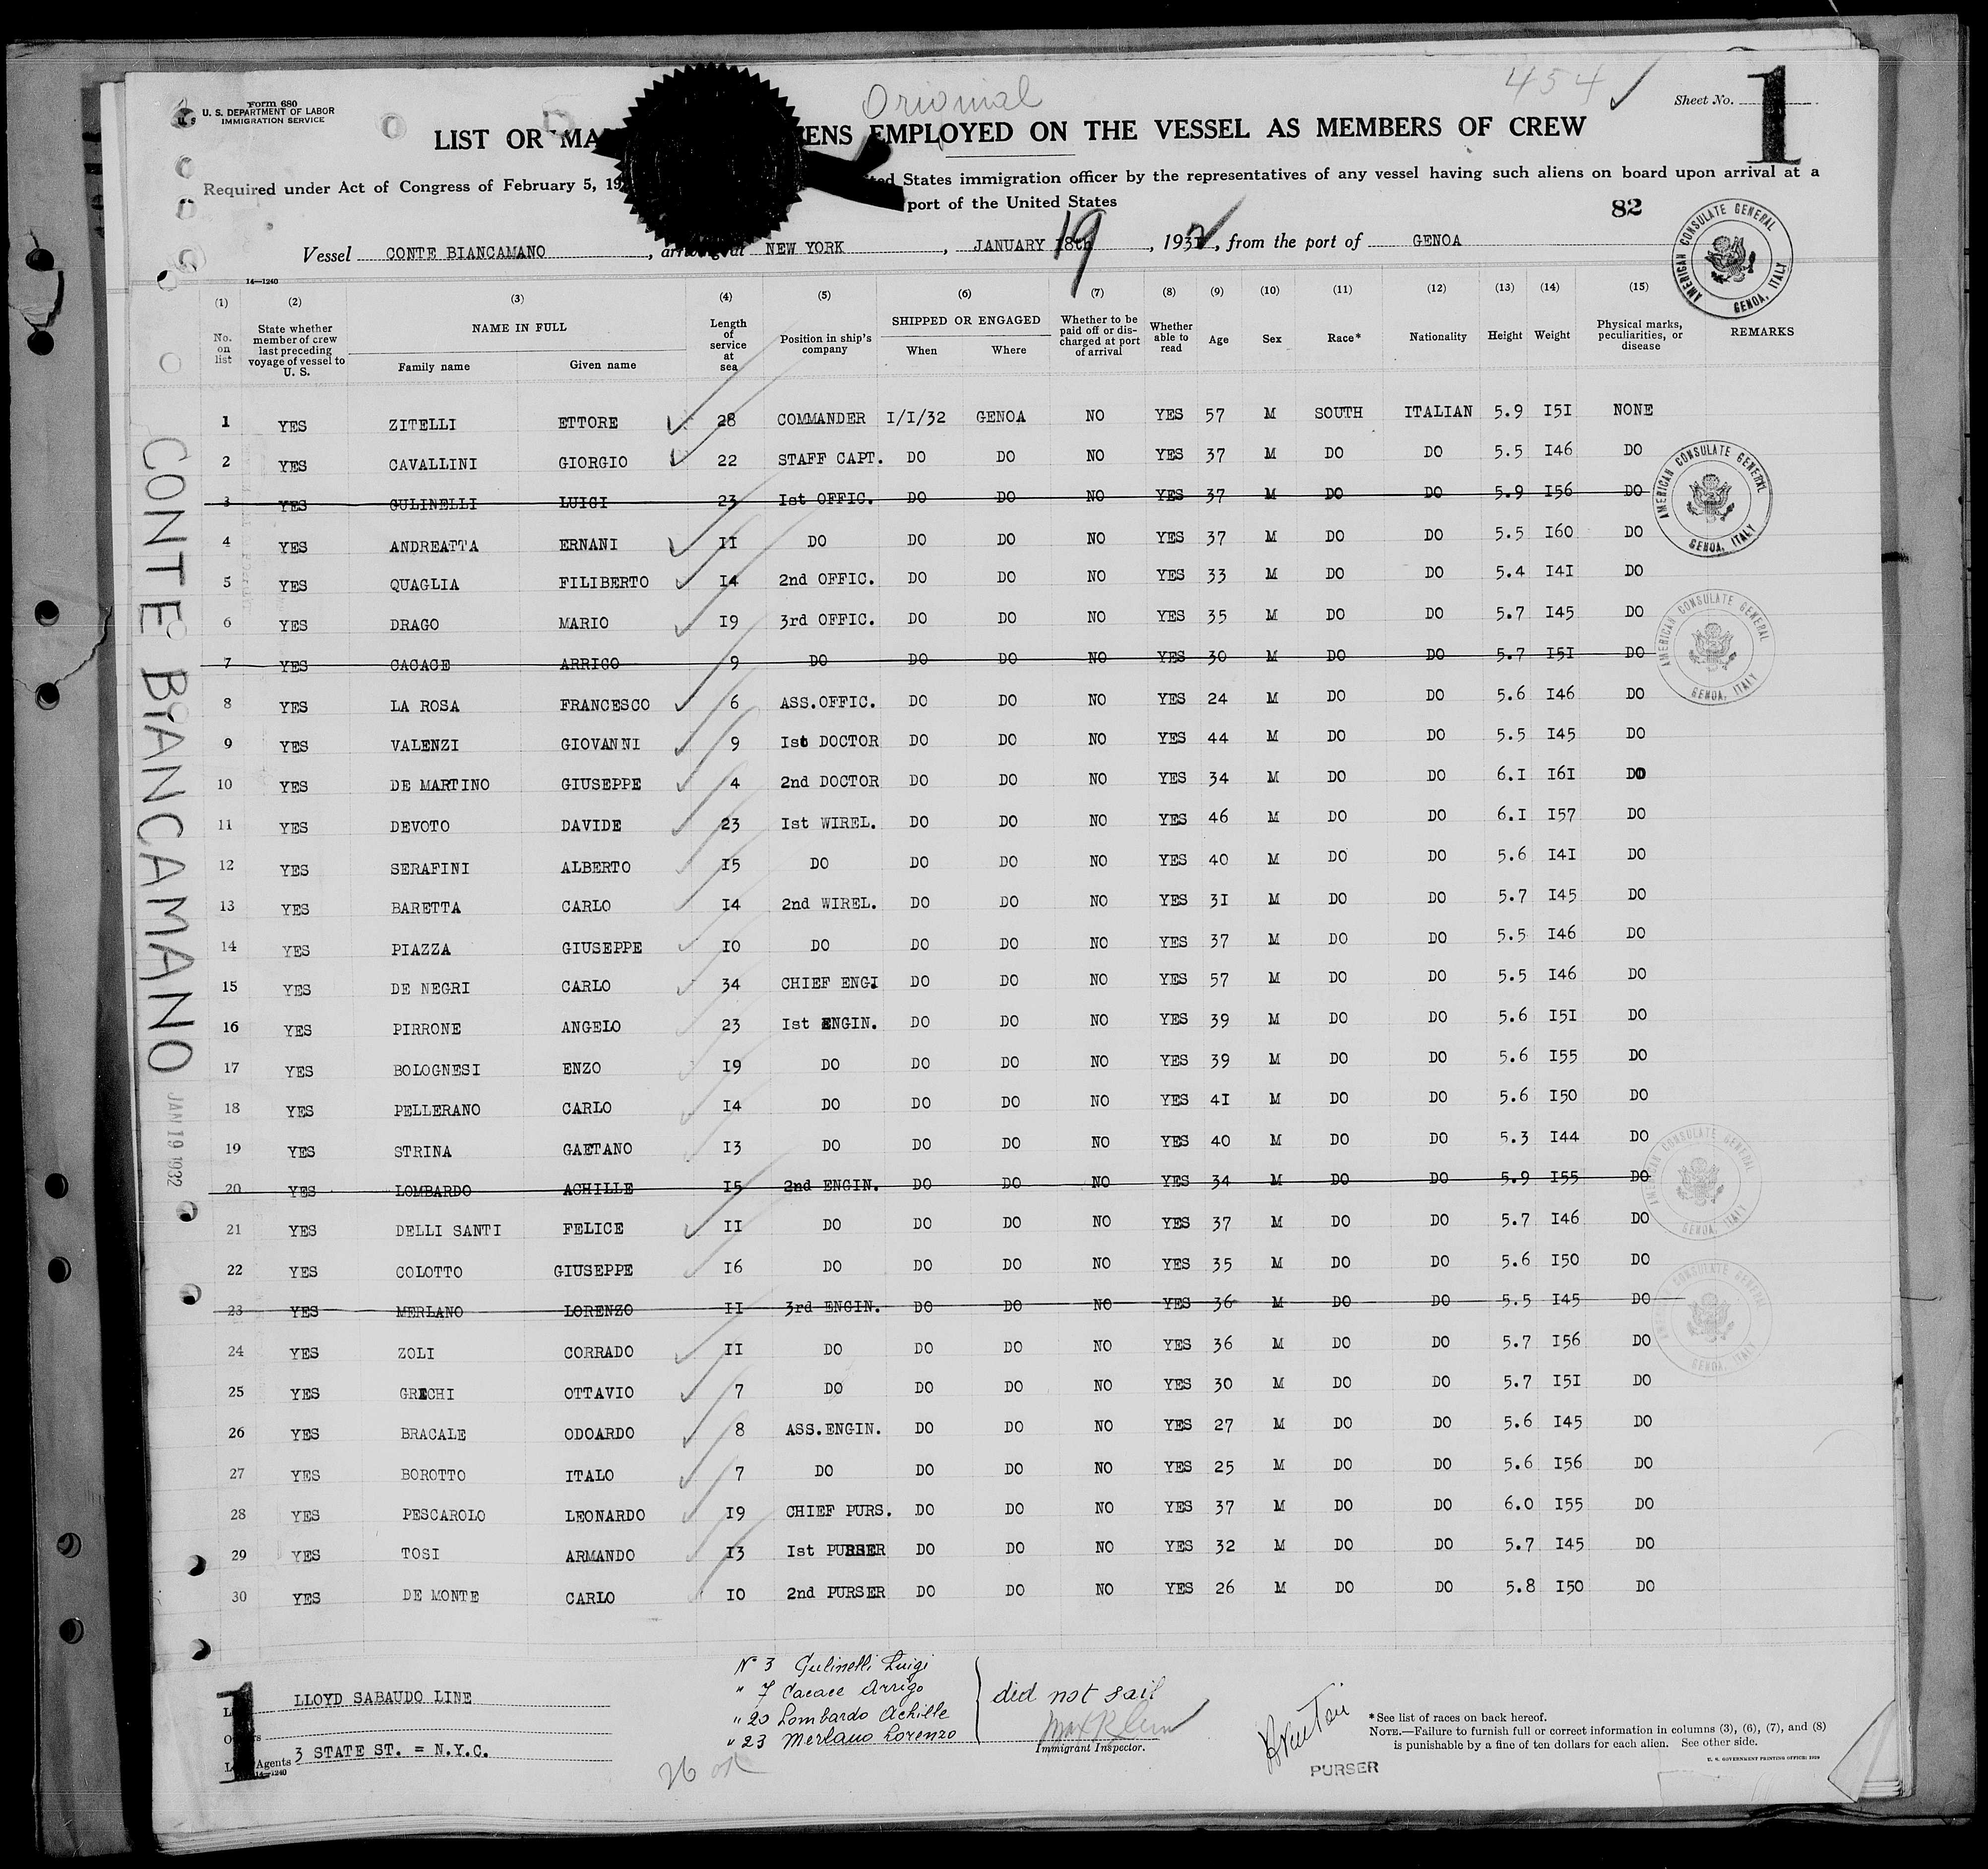 Form 680
U. S. DEPARTMENT OF LABOR
IMMIGRATION SERVICE
Original
454
Sheet No.
1
LIST OR MA ENS EMPLOYED ON THE VESSEL AS MEMBERS OF CREW
Required under Act of Congress of February 5, 19 ted States immigration officer by the representatives of any vessel having such aliens on board upon arrival at a
port of the United States
82
Vessel CONTE BIANCAMANO, arriving at NEW YORK, JANUARY 18th 19, 1932, from the port of GENOA
AMERICAN CONSULATE GENERAL GENOA, ITALY
14—1240
(1) (2) (3) (4) (5) (6) (7) (8) (9) (10) (11) (12) (13) (14) (15)
No. on list State whether member of crew last preceding voyage of vessel to U. S. NAME IN FULL Family name Given name Length of service at sea Position in ship's company SHIPPED OR ENGAGED When Where Whether to be paid off or discharged at port of arrival Whether able to read Age Sex Race* Nationality Height Weight Physical marks, peculiarities, or disease REMARKS
1 YES ZITELLI ETTORE 28 COMMANDER I/I/32 GENOA NO YES 57 M SOUTH ITALIAN 5.9 I5I NONE
2 YES CAVALLINI GIORGIO 22 STAFF CAPT. DO DO NO YES 37 M DO DO 5.5 I46 DO
3 YES GULINELLI LUIGI 23 Ist OFFIC. DO DO NO YES 37 M DO DO 5.9 I56 DO
4 YES ANDREATTA ERNANI II DO DO DO NO YES 37 M DO DO 5.5 I60 DO
5 YES QUAGLIA FILIBERTO I4 2nd OFFIC. DO DO NO YES 33 M DO DO 5.4 I4I DO
6 YES DRAGO MARIO I9 3rd OFFIC. DO DO NO YES 35 M DO DO 5.7 I45 DO
7 YES CACACE ARRIGO 9 DO DO DO NO YES 30 M DO DO 5.7 I5I DO
8 YES LA ROSA FRANCESCO 6 ASS.OFFIC. DO DO NO YES 24 M DO DO 5.6 I46 DO
9 YES VALENZI GIOVANNI 9 Ist DOCTOR DO DO NO YES 44 M DO DO 5.5 I45 DO
10 YES DE MARTINO GIUSEPPE 4 2nd DOCTOR DO DO NO YES 34 M DO DO 6.I I6I DO
11 YES DEVOTO DAVIDE 23 Ist WIREL. DO DO NO YES 46 M DO DO 6.I I57 DO
12 YES SERAFINI ALBERTO I5 DO DO DO NO YES 40 M DO DO 5.6 I4I DO
13 YES BARETTA CARLO I4 2nd WIREL. DO DO NO YES 3I M DO DO 5.7 I45 DO
14 YES PIAZZA GIUSEPPE IO DO DO DO NO YES 37 M DO DO 5.5 I46 DO
15 YES DE NEGRI CARLO 34 CHIEF ENGI DO DO NO YES 57 M DO DO 5.5 I46 DO
16 YES PIRRONE ANGELO 23 Ist ENGIN. DO DO NO YES 39 M DO DO 5.6 I5I DO
17 YES BOLOGNESI ENZO I9 DO DO DO NO YES 39 M DO DO 5.6 I55 DO
18 YES PELLERANO CARLO I4 DO DO DO NO YES 4I M DO DO 5.6 I50 DO
19 YES STRINA GAETANO I3 DO DO DO NO YES 40 M DO DO 5.3 I44 DO
20 YES LOMBARDO ACHILLE I5 2nd ENGIN. DO DO NO YES 34 M DO DO 5.9 I55 DO
21 YES DELLI SANTI FELICE II DO DO DO NO YES 37 M DO DO 5.7 I46 DO
22 YES COLOTTO GIUSEPPE I6 DO DO DO NO YES 35 M DO DO 5.6 I50 DO
23 YES MERLANO LORENZO II 3rd ENGIN. DO DO NO YES 36 M DO DO 5.5 I45 DO
24 YES ZOLI CORRADO II DO DO DO NO YES 36 M DO DO 5.7 I56 DO
25 YES GRECHI OTTAVIO 7 DO DO DO NO YES 30 M DO DO 5.7 I5I DO
26 YES BRACALE ODOARDO 8 ASS.ENGIN. DO DO NO YES 27 M DO DO 5.6 I45 DO
27 YES BOROTTO ITALO 7 DO DO DO NO YES 25 M DO DO 5.6 I56 DO
28 YES PESCAROLO LEONARDO I9 CHIEF PURS. DO DO NO YES 37 M DO DO 6.0 I55 DO
29 YES TOSI ARMANDO I3 Ist PURSER DO DO NO YES 32 M DO DO 5.7 I45 DO
30 YES DE MONTE CARLO IO 2nd PURSER DO DO NO YES 26 M DO DO 5.8 I50 DO
AMERICAN CONSULATE GENERAL GENOA, ITALY
AMERICAN CONSULATE GENERAL GENOA, ITALY
AMERICAN CONSULATE GENERAL GENOA, ITALY
AMERICAN CONSULATE GENERAL GENOA, ITALY
CONTE BIANCAMANO
JAN 19 1932
N° 3 Gulinelli Luigi
" 7 Cacace Arrigo
" 20 Lombardo Achille
" 23 Merlano Lorenzo
did not sail
Immigrant Inspector.
26 ok
1
LLOYD SABAUDO LINE
Agents 3 STATE ST. = N.Y.C.
14—1240
PURSER
*See list of races on back hereof.
NOTE.—Failure to furnish full or correct information in columns (3), (6), (7), and (8)
is punishable by a fine of ten dollars for each alien. See other side.
U. S. GOVERNMENT PRINTING OFFICE: